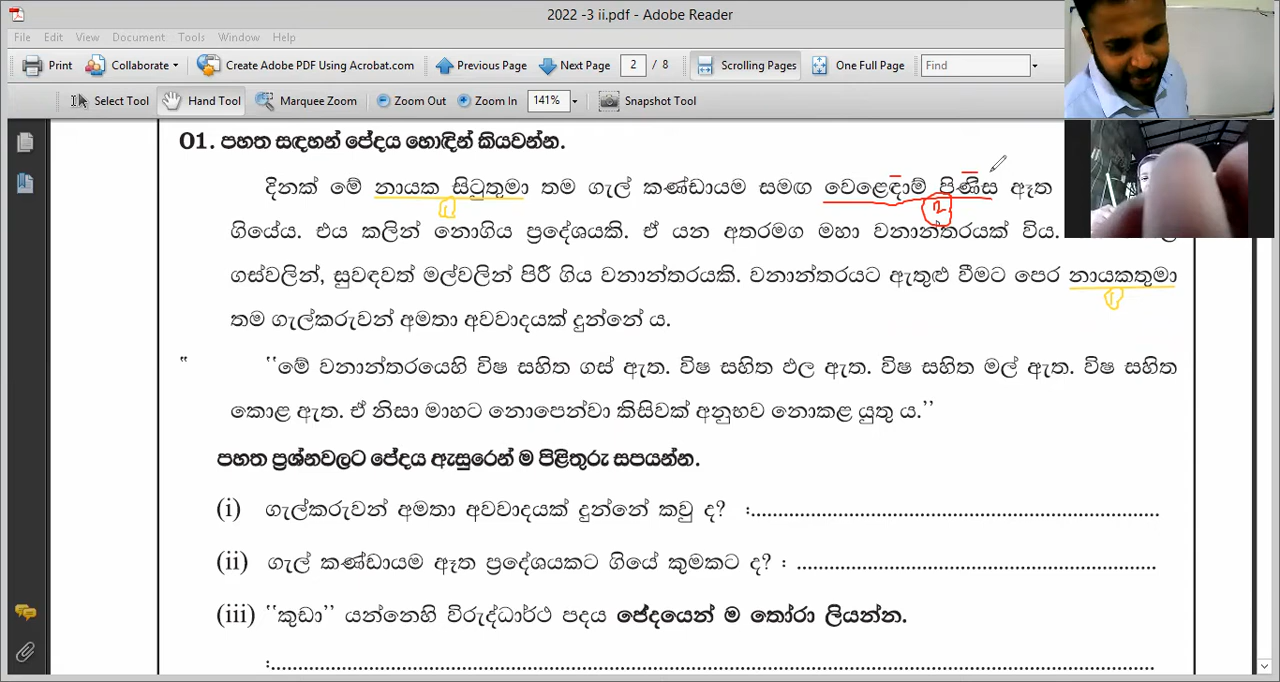 2022 -3 ii.pdf - Adobe Reader
File Edit View Document Tools Window Help
Print Collaborate Create Adobe PDF Using Acrobat.com Previous Page Next Page 2 / 8 Scrolling Pages One Full Page Find
Select Tool Hand Tool Marquee Zoom Zoom Out Zoom In 141% Snapshot Tool
01. පහත සඳහන් ඡේදය හොඳින් කියවන්න.
දිනක් මේ නායක සිටුතුමා තම ගැල් කණ්ඩායම සමඟ වෙළෙඳාම් පිණිස ඈත
1 2
ගියේය. එය කලින් නොගිය ප්‍රදේශයකි. ඒ යන අතරමග මහා වනාන්තරයක් විය.
ගස්වලින්, සුවඳවත් මල්වලින් පිරී ගිය වනාන්තරයකි. වනාන්තරයට ඇතුළු වීමට පෙර නායකතුමා
1
තම ගැල්කරුවන් අමතා අවවාදයක් දුන්නේ ය.
" ‘‘මේ වනාන්තරයෙහි විෂ සහිත ගස් ඇත. විෂ සහිත ඵල ඇත. විෂ සහිත මල් ඇත. විෂ සහිත
කොළ ඇත. ඒ නිසා මාහට නොපෙන්වා කිසිවක් අනුභව නොකළ යුතු ය.’’
පහත ප්‍රශ්නවලට ඡේදය ඇසුරෙන් ම පිළිතුරු සපයන්න.
(i) ගැල්කරුවන් අමතා අවවාදයක් දුන්නේ කවු ද? :........................................................................
(ii) ගැල් කණ්ඩායම ඈත ප්‍රදේශයකට ගියේ කුමකට ද? : ................................................................
(iii) ‘‘කුඩා’’ යන්නෙහි විරුද්ධාර්ථ පදය ඡේදයෙන් ම තෝරා ලියන්න.
:................................................................................................................................